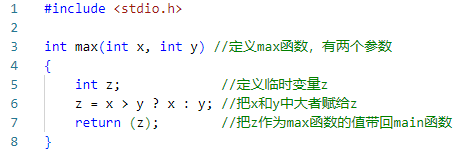 1 #include <stdio.h>
2
3 int max(int x, int y) //定义max函数，有两个参数
4 {
5     int z;            //定义临时变量z
6     z = x > y ? x : y; //把x和y中大者赋给z
7     return (z);       //把z作为max函数的值带回main函数
8 }